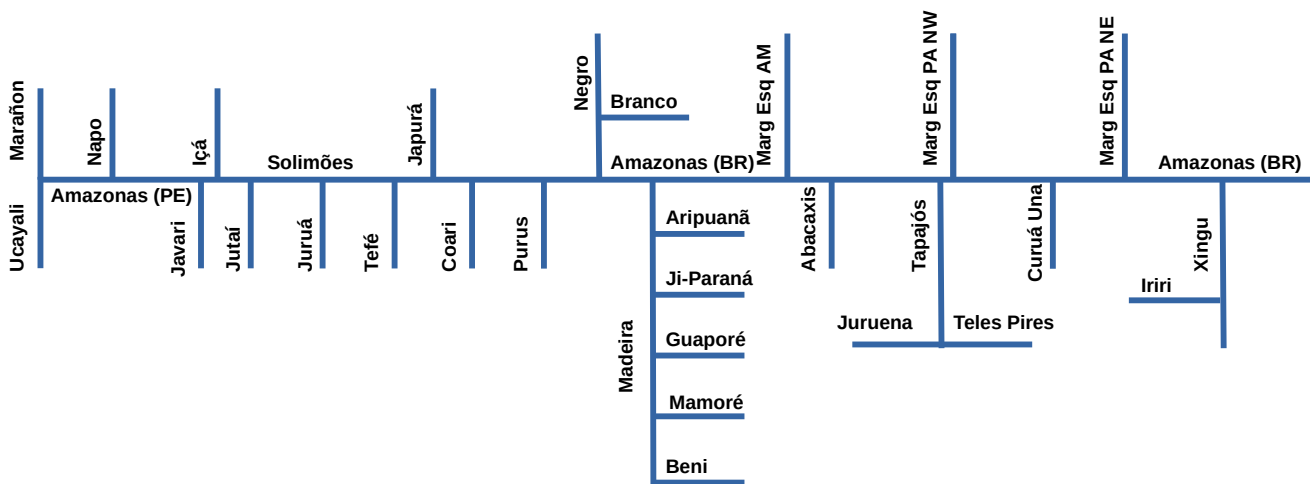 Marañon
Napo
Içá
Solimões
Japurá
Negro
Branco
Marg Esq AM
Marg Esq PA NW
Marg Esq PA NE
Amazonas (BR)
Amazonas (BR)
Amazonas (PE)
Ucayali
Javari
Jutaí
Juruá
Tefé
Coari
Purus
Madeira
Aripuanã
Ji-Paraná
Guaporé
Mamoré
Beni
Abacaxis
Tapajós
Juruena
Teles Pires
Curuá Una
Xingu
Iriri